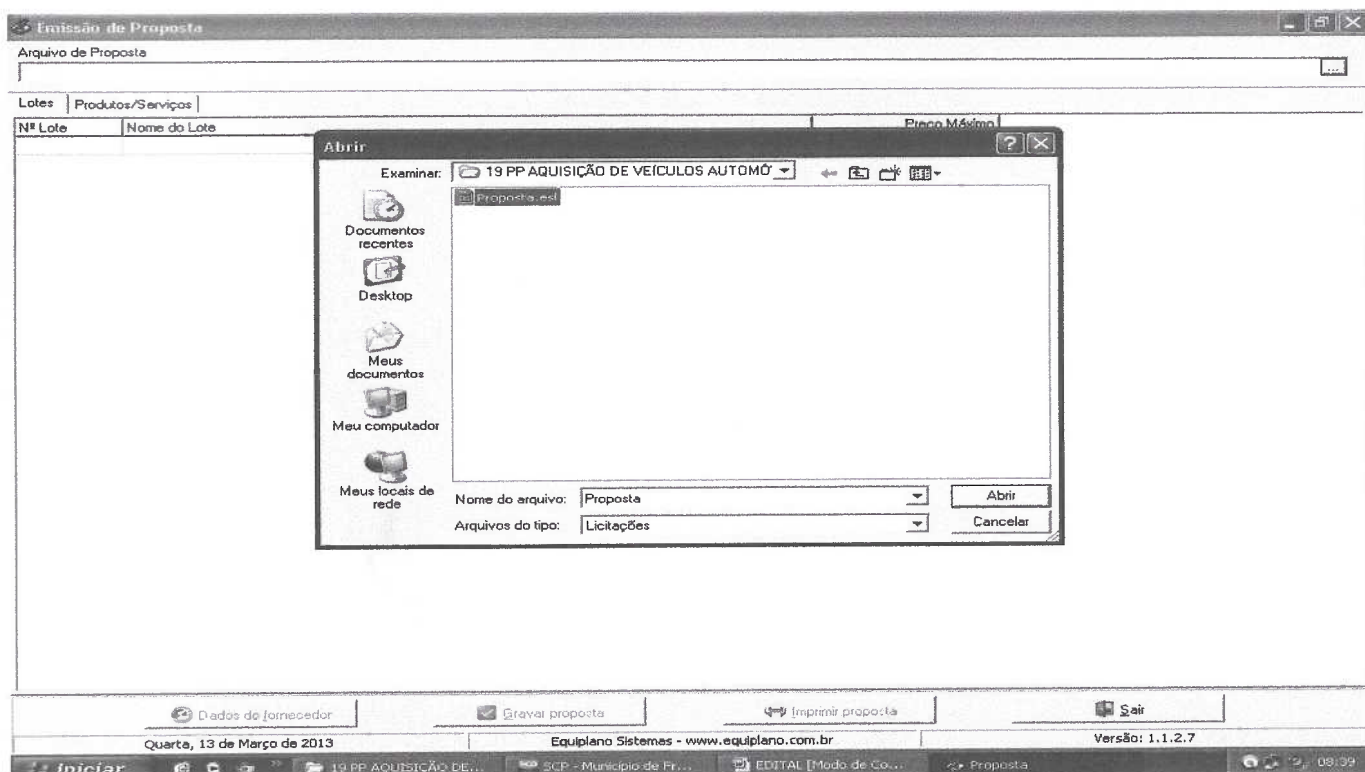 Emissão de Proposta
Arquivo de Proposta
...
Lotes Produtos/Serviços
Nº Lote Nome do Lote Preço Máximo
Abrir
Examinar: 19 PP AQUISIÇÃO DE VEÍCULOS AUTOMÓ
Proposta.esl
Documentos
recentes
Desktop
Meus
documentos
Meu computador
Meus locais de
rede
Nome do arquivo: Proposta Abrir
Arquivos do tipo: Licitações Cancelar
Dados do fornecedor Gravar proposta Imprimir proposta Sair
Quarta, 13 de Março de 2013 Equiplano Sistemas - www.equiplano.com.br Versão: 1.1.2.7
Iniciar 19 PP AQUISIÇÃO DE... SCP - Município de Fr... EDITAL [Modo de Co... Proposta 08:39